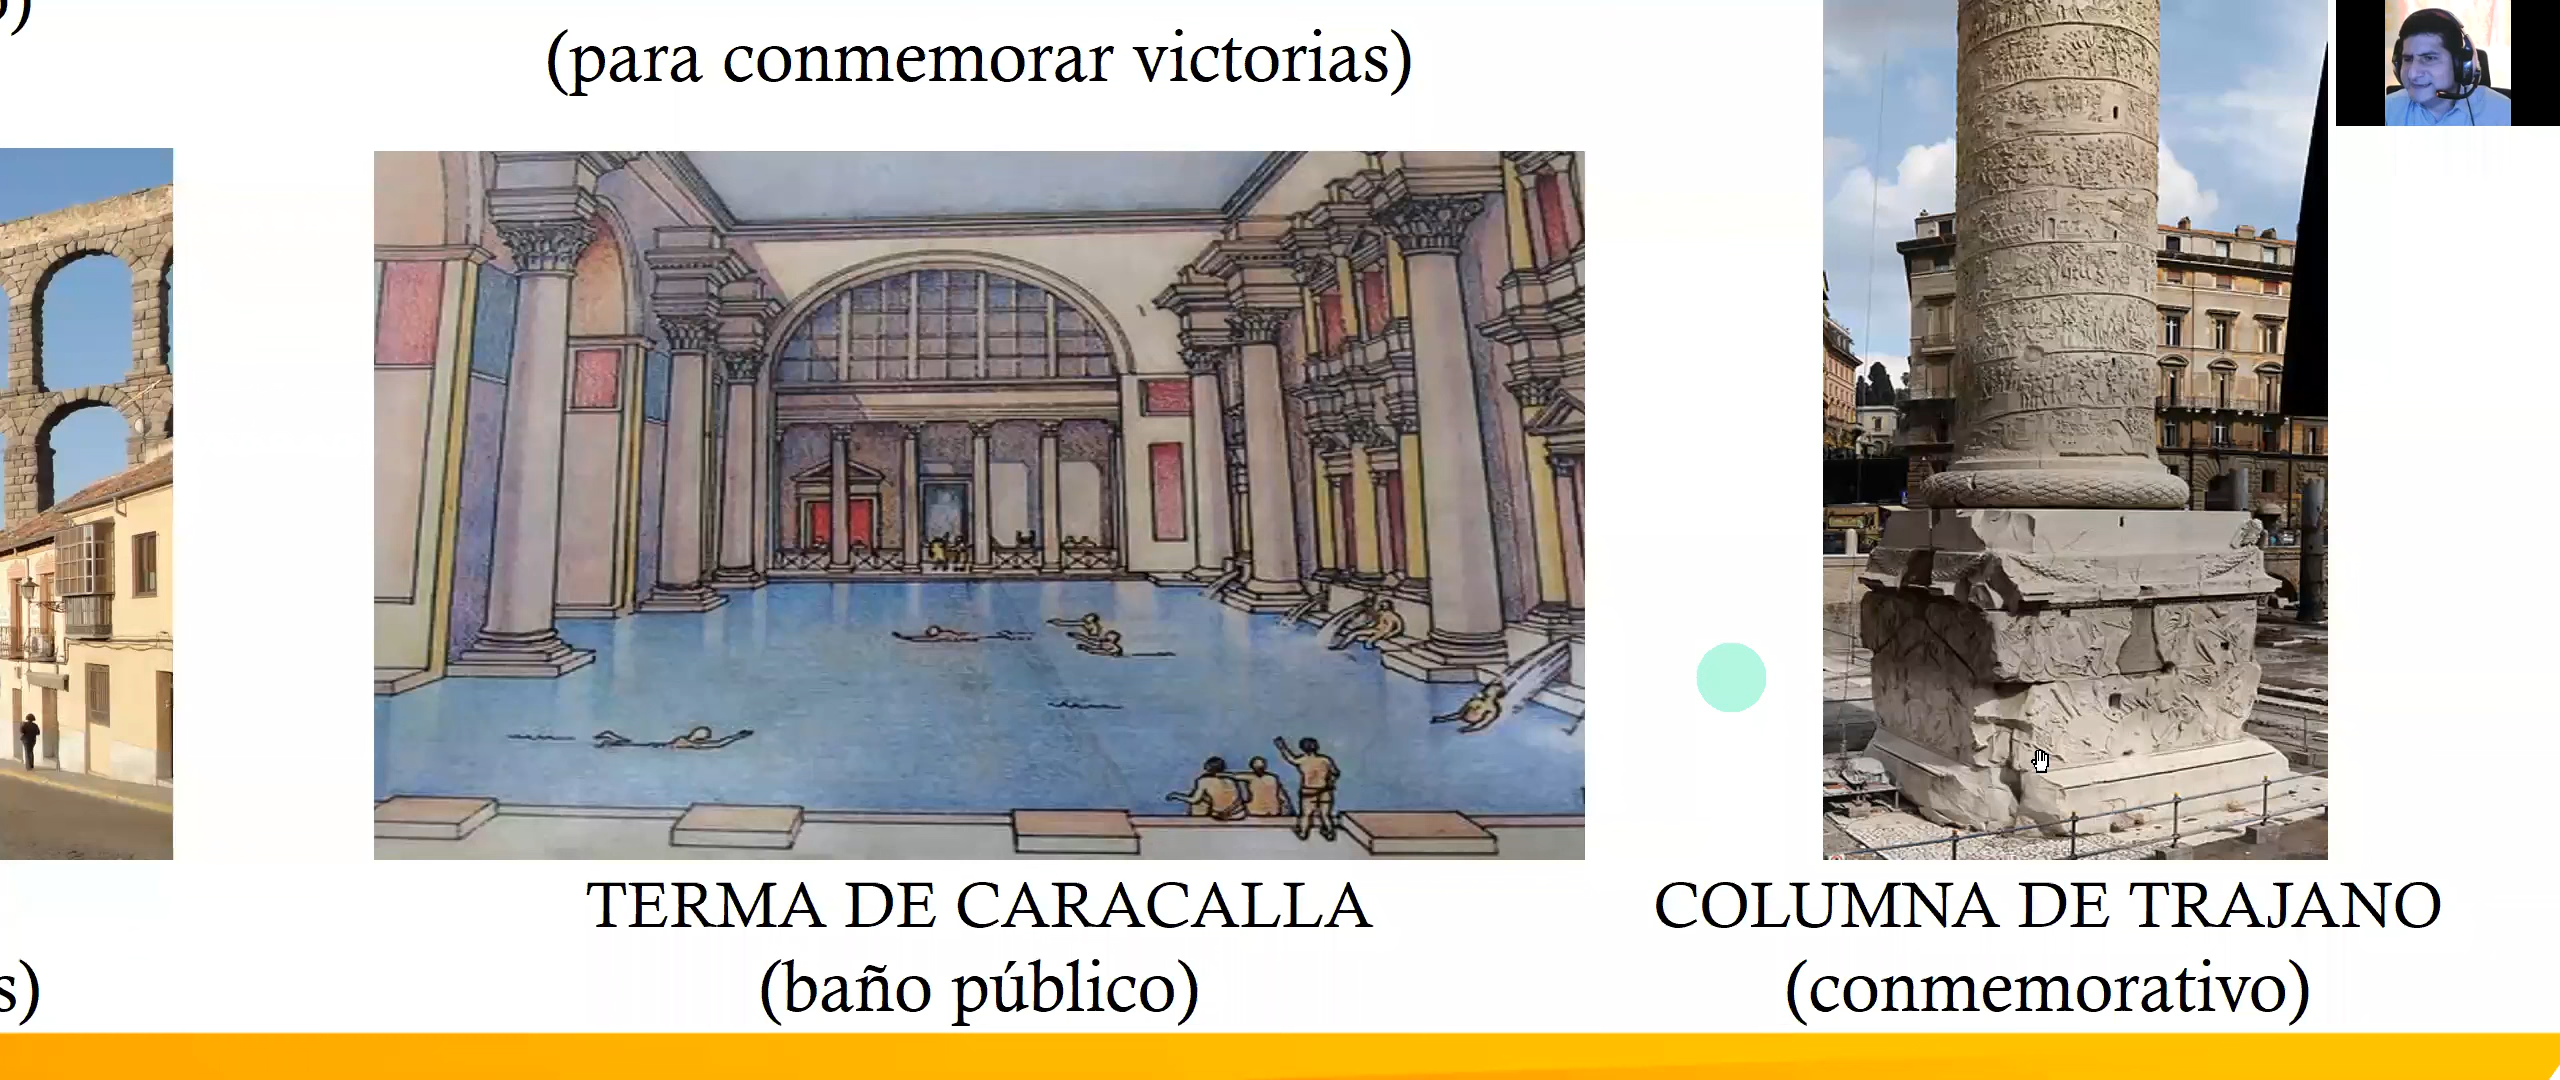 (para conmemorar victorias)
TERMA DE CARACALLA
(baño público)
COLUMNA DE TRAJANO
(conmemorativo)